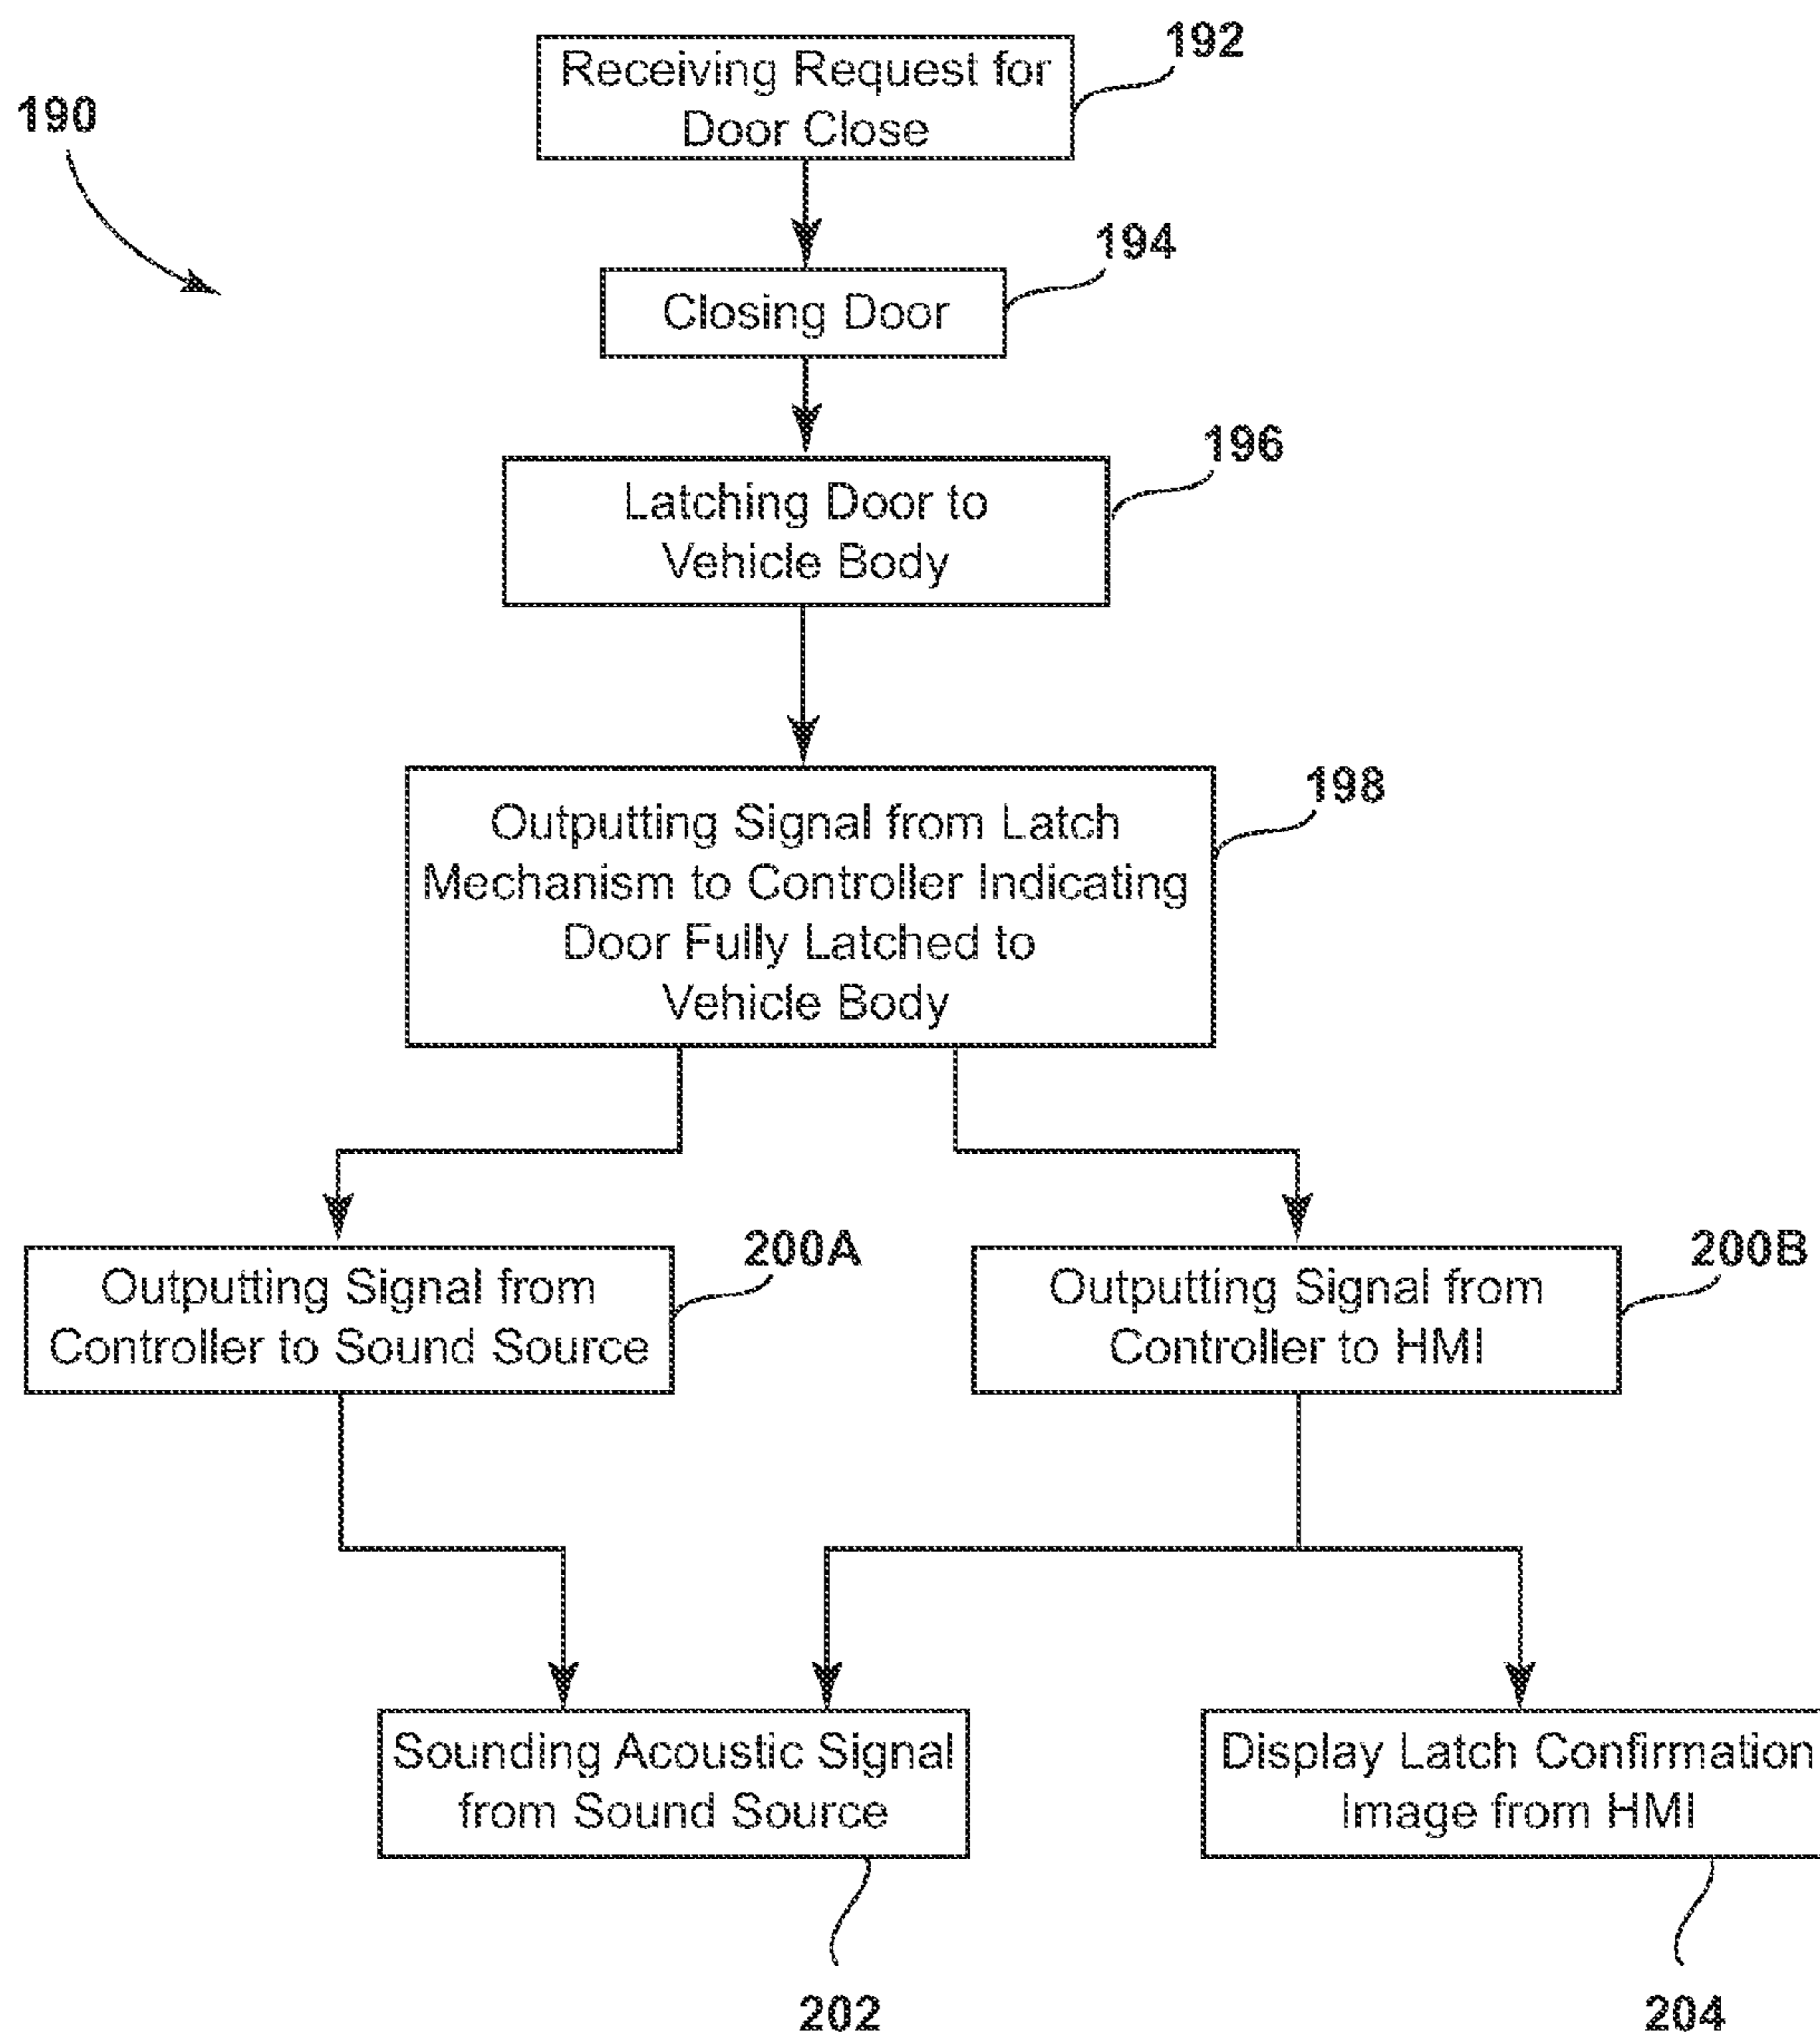 192
Receiving Request for
Door Close
190
194
Closing Door
196
Latching Door to
Vehicle Body
198
Outputting Signal from Latch
Mechanism to Controller Indicating
Door Fully Latched to
Vehicle Body
200A
Outputting Signal from
Controller to Sound Source
200B
Outputting Signal from
Controller to HMI
Sounding Acoustic Signal
from Sound Source
Display Latch Confirmation
Image from HMI
202
204